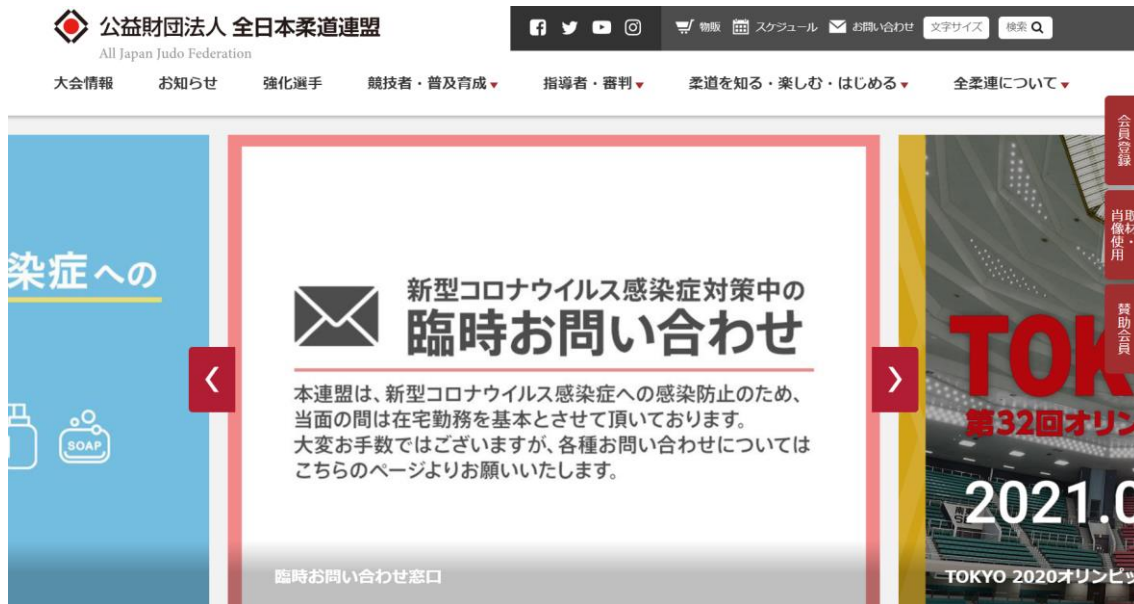 公益財団法人 全日本柔道連盟
All Japan Judo Federation
物販 スケジュール お問い合わせ 文字サイズ 検索
大会情報 お知らせ 強化選手 競技者・普及育成 指導者・審判 柔道を知る・楽しむ・はじめる 全柔連について
会員登録
取材・
肖像使用
賛助会員
染症への
SOAP
新型コロナウイルス感染症対策中の
臨時お問い合わせ
本連盟は、新型コロナウイルス感染症への感染防止のため、
当面の間は在宅勤務を基本とさせて頂いております。
大変お手数ではございますが、各種お問い合わせについては
こちらのページよりお願いいたします。
臨時お問い合わせ窓口
TOK
第32回オリン
2021.0
TOKYO 2020オリンピッ